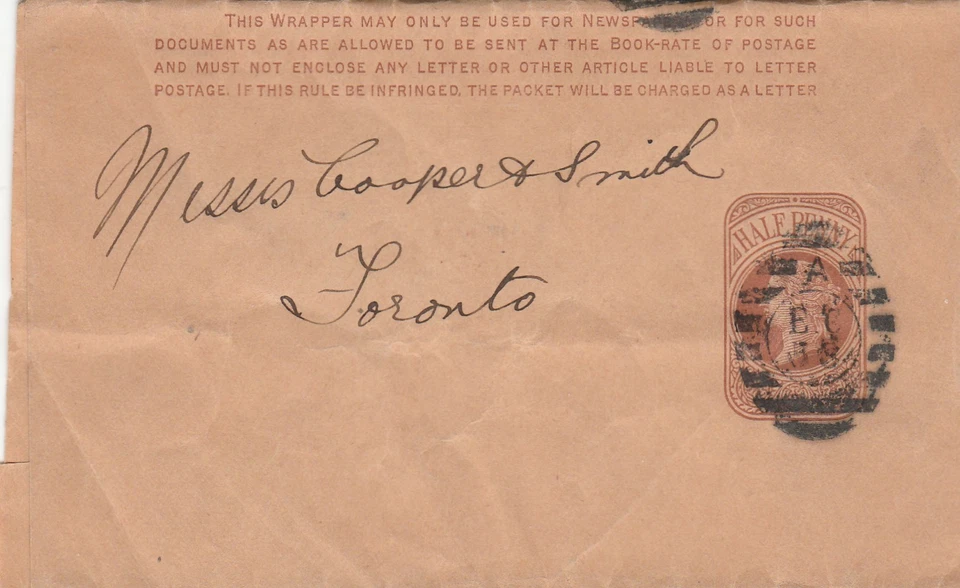 THIS WRAPPER MAY ONLY BE USED FOR NEWSPAPERS, OR FOR SUCH
DOCUMENTS AS ARE ALLOWED TO BE SENT AT THE BOOK-RATE OF POSTAGE
AND MUST NOT ENCLOSE ANY LETTER OR OTHER ARTICLE LIABLE TO LETTER
POSTAGE. IF THIS RULE BE INFRINGED, THE PACKET WILL BE CHARGED AS A LETTER
Messrs Cooper & Smith
Toronto
HALF PENNY
A
EC